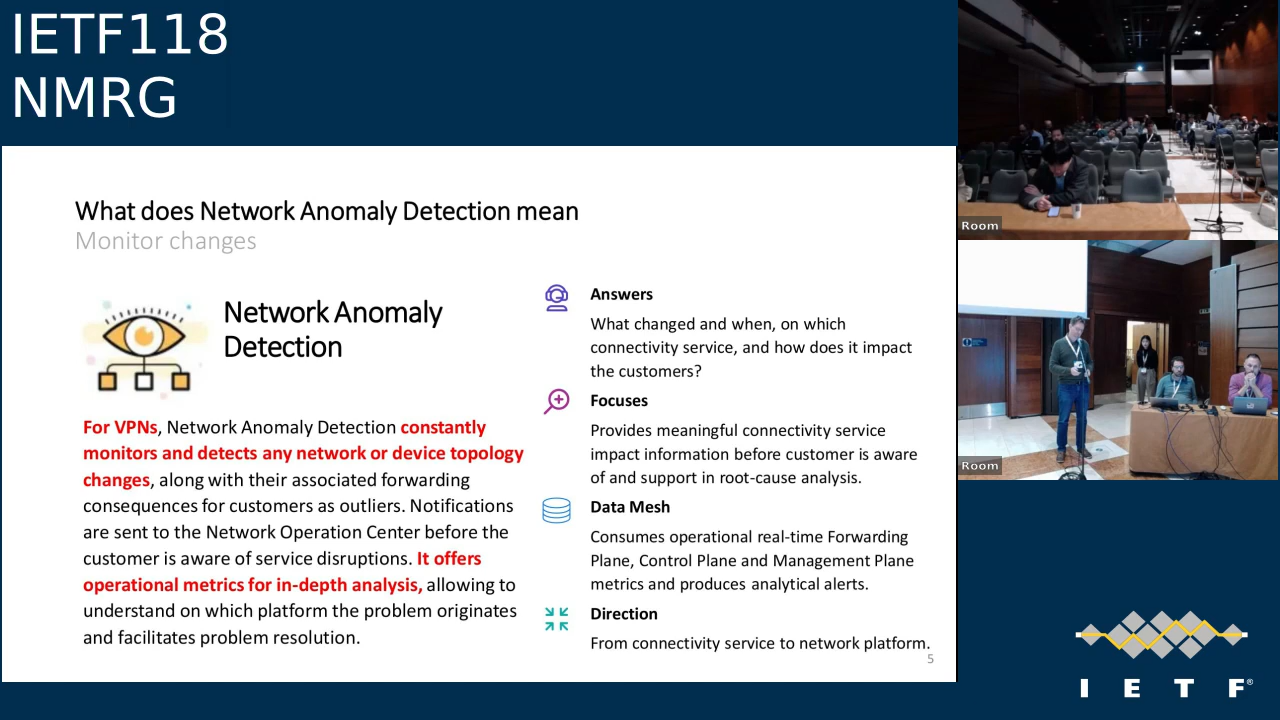 IETF118
NMRG
What does Network Anomaly Detection mean
Monitor changes
Network Anomaly
Detection
For VPNs, Network Anomaly Detection constantly
monitors and detects any network or device topology
changes, along with their associated forwarding
consequences for customers as outliers. Notifications
are sent to the Network Operation Center before the
customer is aware of service disruptions. It offers
operational metrics for in-depth analysis, allowing to
understand on which platform the problem originates
and facilitates problem resolution.
Answers
What changed and when, on which
connectivity service, and how does it impact
the customers?
Focuses
Provides meaningful connectivity service
impact information before customer is aware
of and support in root-cause analysis.
Data Mesh
Consumes operational real-time Forwarding
Plane, Control Plane and Management Plane
metrics and produces analytical alerts.
Direction
From connectivity service to network platform.
5
Room
Room
I E T F®